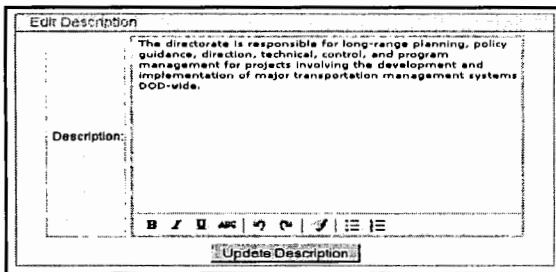 Edit Description
The directorate is responsible for long-range planning, policy
guidance, direction, technical, control, and program
management for projects involving the development and
implementation of major transportation management systems
DOD-wide.
Description:
B I U ABC
Update Description